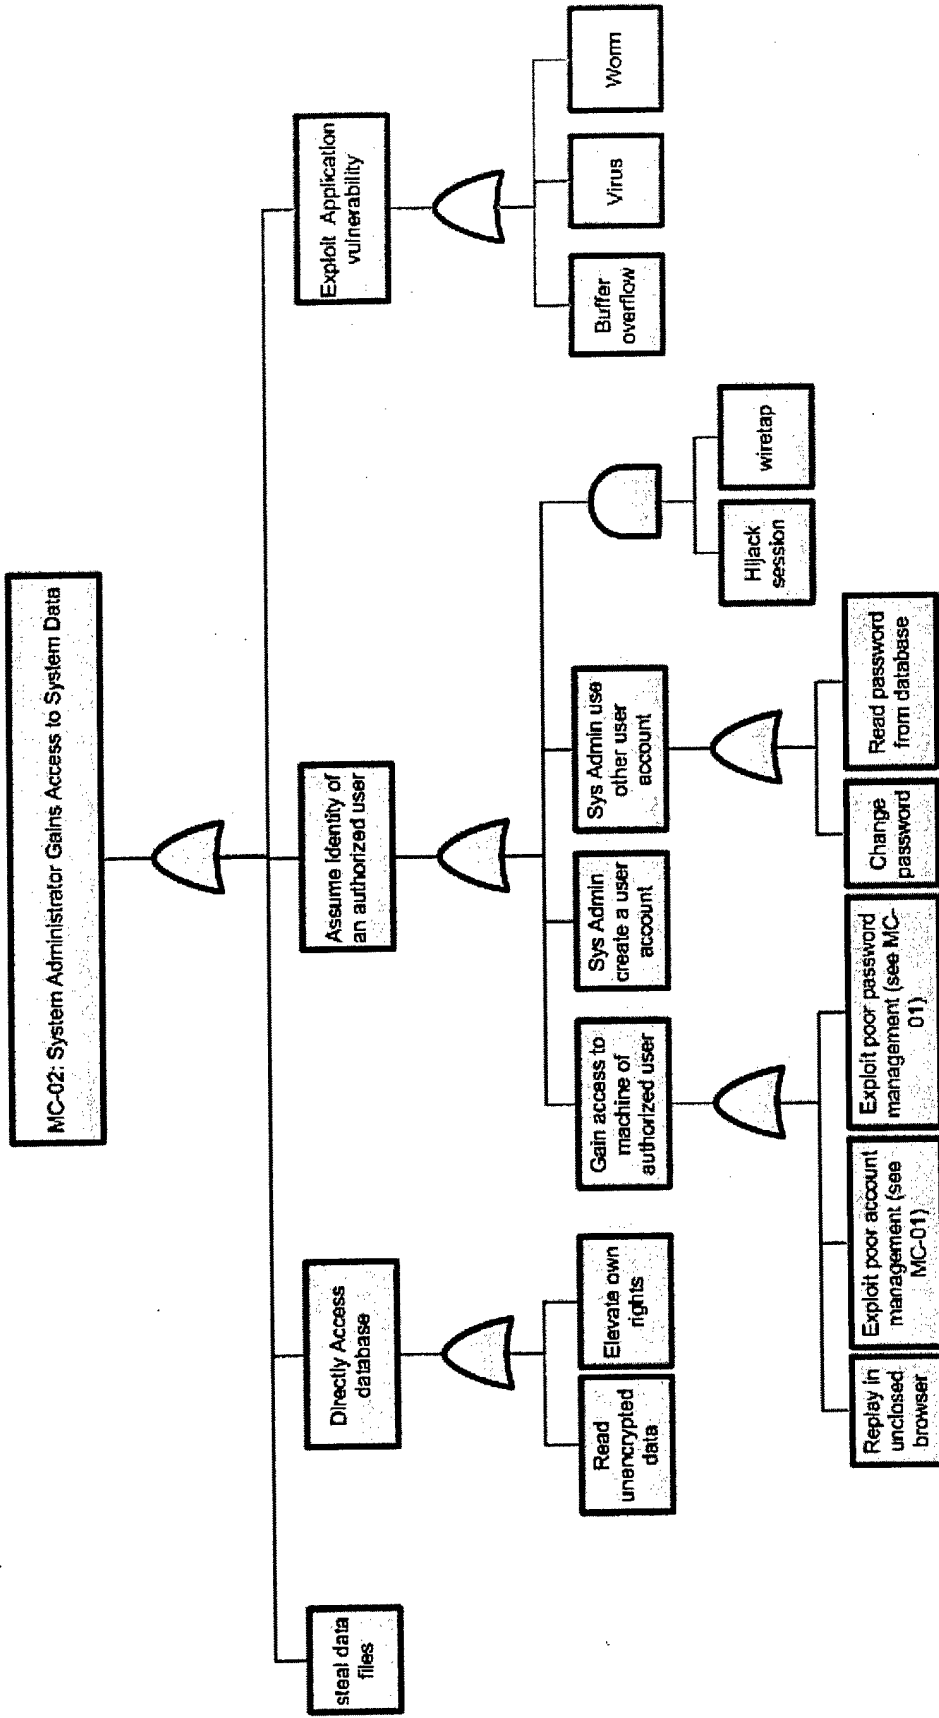 MC-02: System Administrator Gains Access to System Data
steal data
files
Directly Access
database
Assume Identity of
an authorized user
Exploit Application
vulnerability
Read
unencrypted
data
Elevate own
rights
Gain access to
machine of
authorized user
Sys Admin
create a user
account
Sys Admin use
other user
account
Buffer
overflow
Virus
Worm
Hijack
session
wiretap
Replay in
unclosed
browser
Exploit poor account
management (see
MC-01)
Exploit poor password
management (see MC-
01)
Change
password
Read password
from database